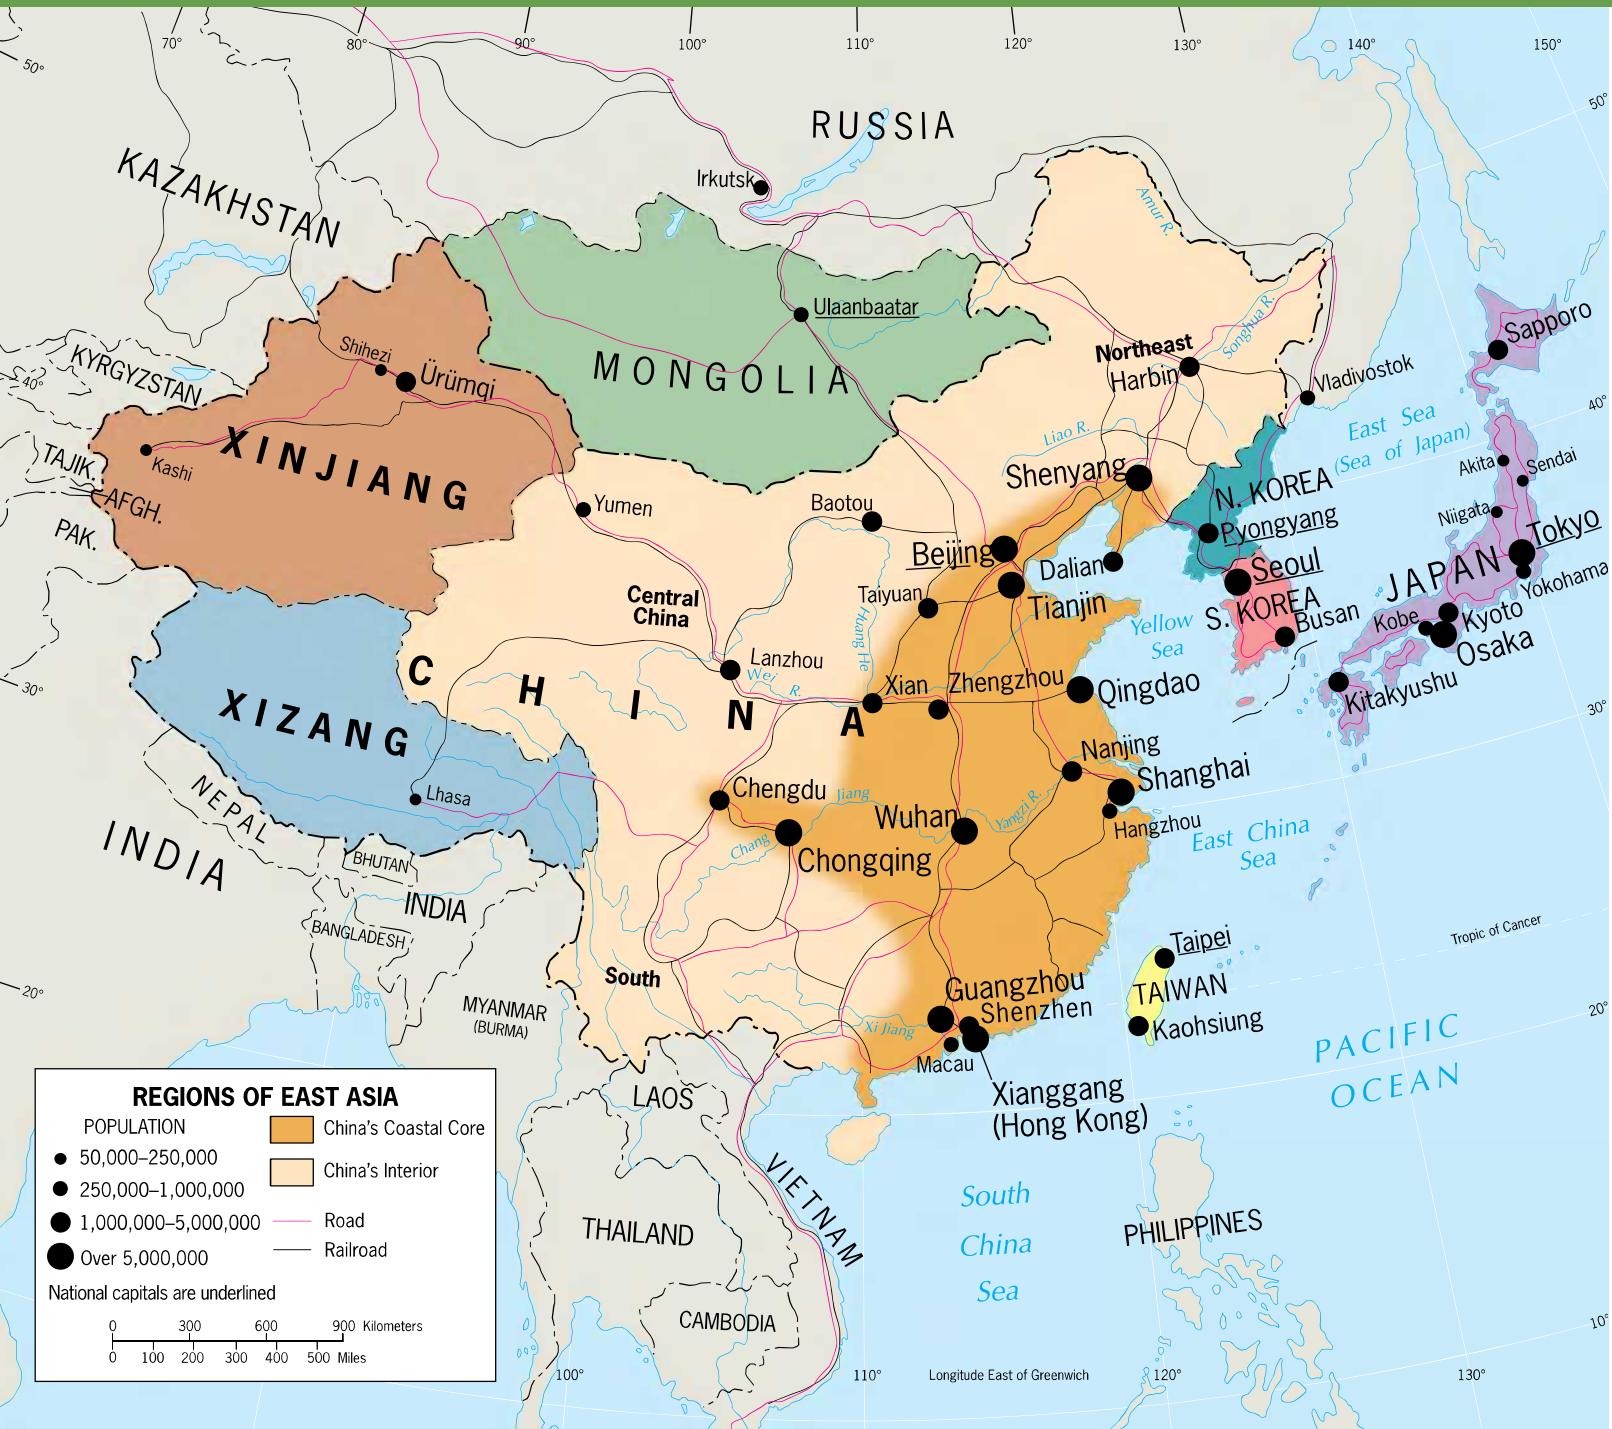 70°
80°
90°
100°
110°
120°
130°
140°
150°
50°
50°
RUSSIA
KAZAKHSTAN
Irkutsk
Amur R.
Ulaanbaatar
MONGOLIA
Songhua R.
Northeast
Harbin
Sapporo
Vladivostok
KYRGYZSTAN
40°
40°
Shihezi
Ürümqi
XINJIANG
Kashi
TAJIK.
AFGH.
PAK.
Liao R.
East Sea
(Sea of Japan)
Shenyang
Akita
Sendai
Niigata
Yumen
Baotou
N. KOREA
Pyongyang
Tokyo
Beijing
Dalian
Seoul
JAPAN
Yokohama
Taiyuan
Tianjin
S. KOREA
Busan
Kobe
Kyoto
Osaka
Central
China
Huang He
Yellow
Sea
Lanzhou
Wei R.
Xian
Zhengzhou
Qingdao
Kitakyushu
30°
30°
CHINA
XIZANG
Nanjing
Shanghai
Lhasa
Chengdu
Jiang
Wuhan
Yangzi R.
Hangzhou
Chang
Chongqing
East China
Sea
NEPAL
INDIA
BHUTAN
INDIA
BANGLADESH
Tropic of Cancer
Taipei
South
Guangzhou
Shenzhen
TAIWAN
Kaohsiung
20°
20°
MYANMAR
(BURMA)
Xi Jiang
Macau
PACIFIC
OCEAN
Xianggang
(Hong Kong)
LAOS
VIETNAM
South
China
Sea
THAILAND
PHILIPPINES
CAMBODIA
10°
100°
110°
Longitude East of Greenwich
120°
130°
REGIONS OF EAST ASIA
POPULATION
50,000–250,000
250,000–1,000,000
1,000,000–5,000,000
Over 5,000,000
China's Coastal Core
China's Interior
Road
Railroad
National capitals are underlined
0 300 600 900 Kilometers
0 100 200 300 400 500 Miles